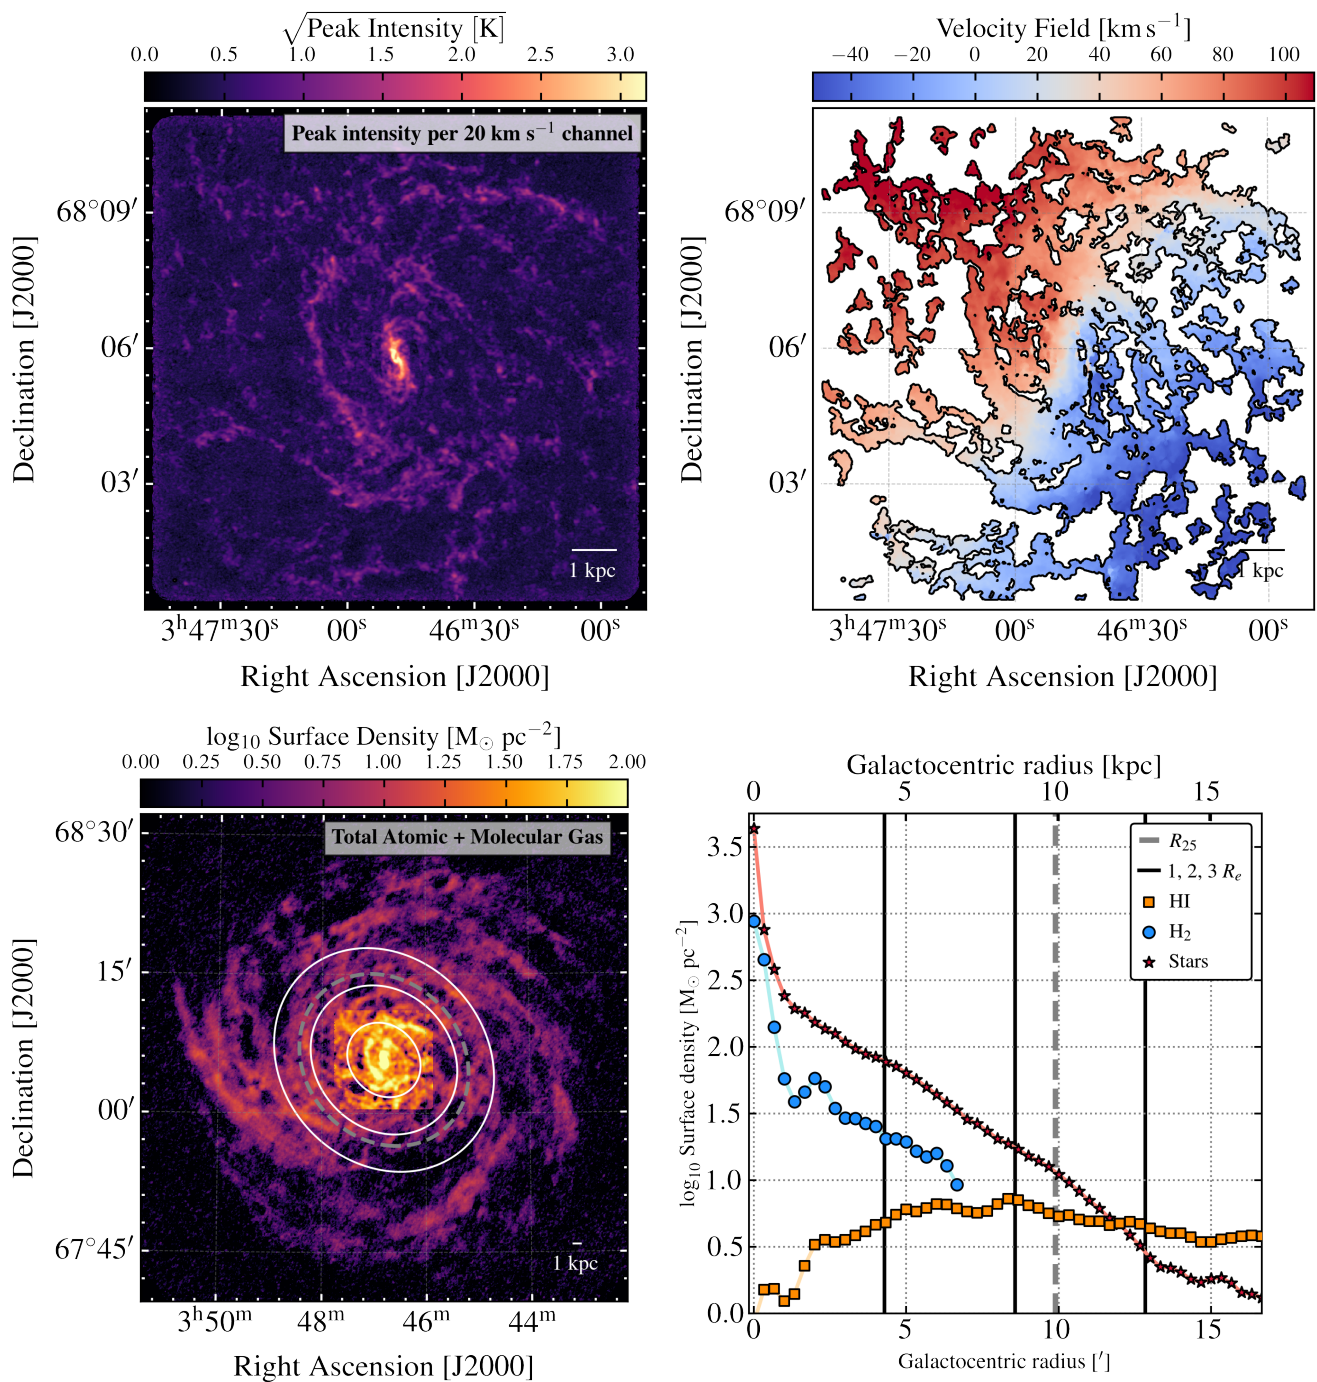 √Peak Intensity [K]
0.0 0.5 1.0 1.5 2.0 2.5 3.0
Peak intensity per 20 km s⁻¹ channel
68°09′
06′
03′
Declination [J2000]
1 kpc
3ʰ47ᵐ30ˢ 00ˢ 46ᵐ30ˢ 00ˢ
Right Ascension [J2000]
Velocity Field [km s⁻¹]
−40 −20 0 20 40 60 80 100
68°09′
06′
03′
Declination [J2000]
1 kpc
3ʰ47ᵐ30ˢ 00ˢ 46ᵐ30ˢ 00ˢ
Right Ascension [J2000]
log₁₀ Surface Density [M⊙ pc⁻²]
0.00 0.25 0.50 0.75 1.00 1.25 1.50 1.75 2.00
Total Atomic + Molecular Gas
68°30′
15′
00′
67°45′
Declination [J2000]
1 kpc
3ʰ50ᵐ 48ᵐ 46ᵐ 44ᵐ
Right Ascension [J2000]
Galactocentric radius [kpc]
0 5 10 15
R₂₅
1, 2, 3 Rₑ
HI
H₂
Stars
3.5
3.0
2.5
2.0
1.5
1.0
0.5
0.0
log₁₀ Surface density [M⊙ pc⁻²]
0 5 10 15
Galactocentric radius [′]